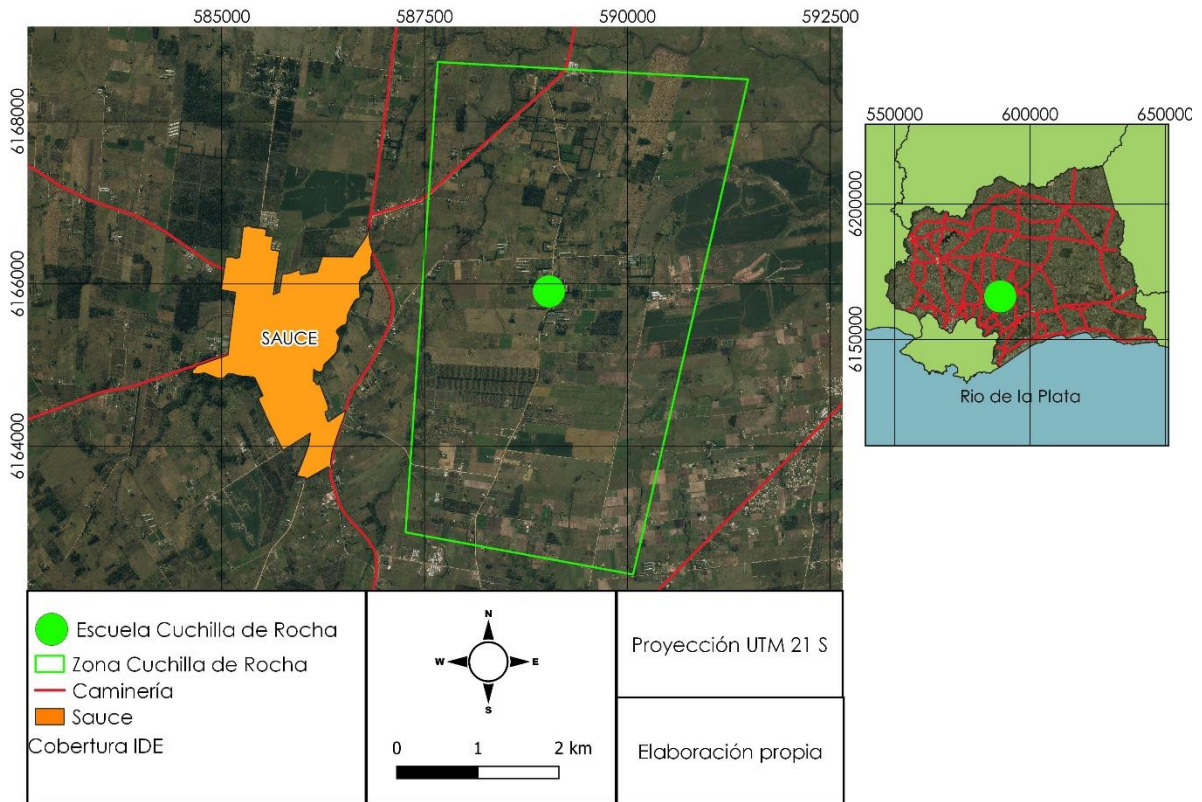 585000
587500
590000
592500
6168000
6166000
6164000
SAUCE
550000
600000
650000
6200000
6150000
Rio de la Plata
Escuela Cuchilla de Rocha
Zona Cuchilla de Rocha
Caminería
Sauce
Cobertura IDE
N
W
E
S
0 1 2 km
Proyección UTM 21 S
Elaboración propia